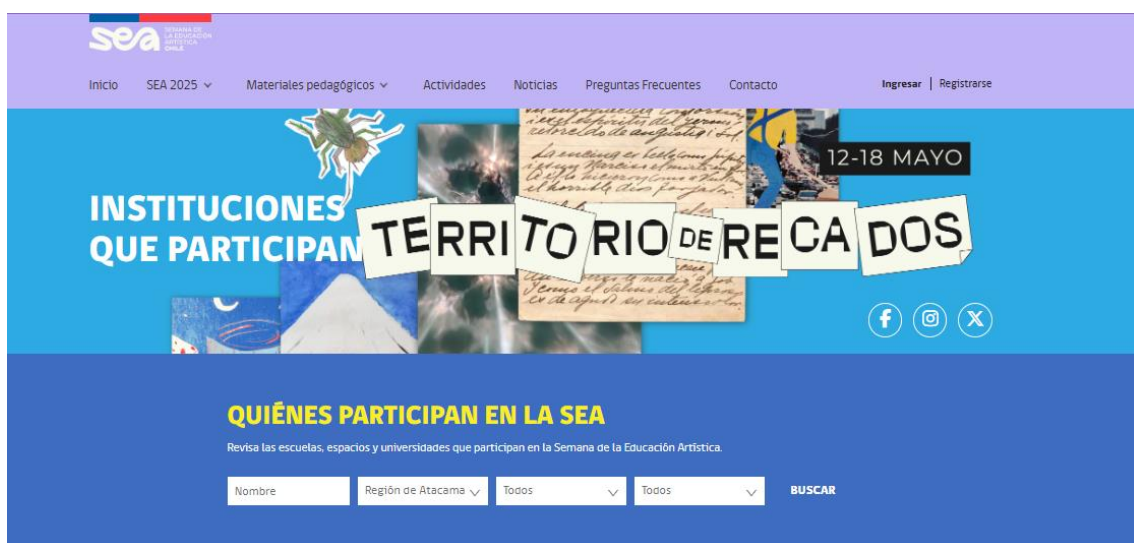 sea
SEMANA DE
LA EDUCACIÓN
ARTÍSTICA
CHILE
Inicio SEA 2025 Materiales pedagógicos Actividades Noticias Preguntas Frecuentes Contacto Ingresar | Registrarse
12-18 MAYO
INSTITUCIONES
QUE PARTICIPAN
TERRITORIO DE RECADOS
QUIÉNES PARTICIPAN EN LA SEA
Revisa las escuelas, espacios y universidades que participan en la Semana de la Educación Artística.
Nombre Región de Atacama Todos Todos BUSCAR